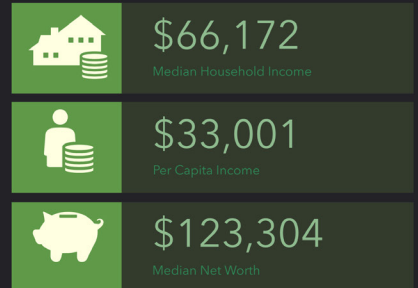 $66,172
Median Household Income
$33,001
Per Capita Income
$123,304
Median Net Worth